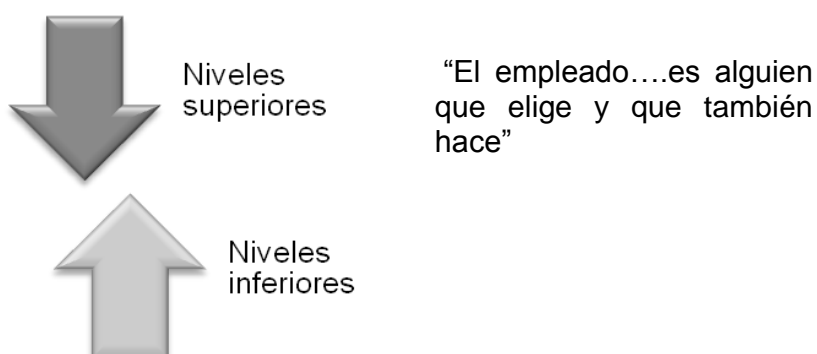 Niveles
superiores
“El empleado….es alguien
que elige y que también
hace”
Niveles
inferiores